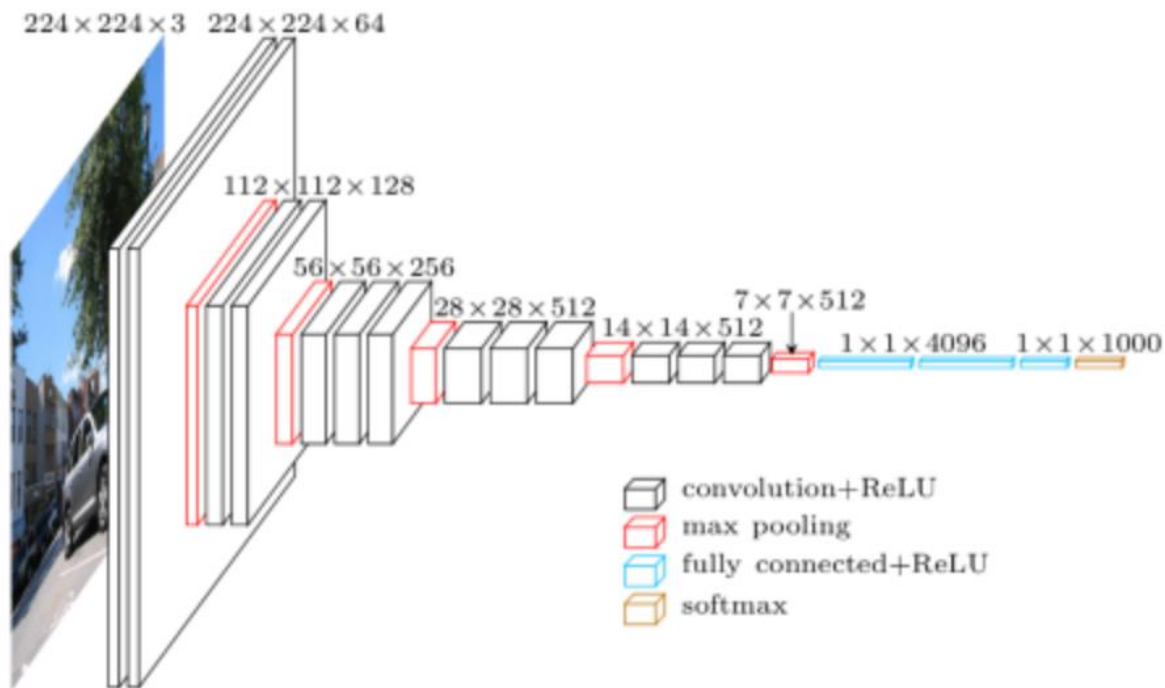 224×224×3
224×224×64
112×112×128
56×56×256
28×28×512
14×14×512
7×7×512
1×1×4096
1×1×1000
convolution+ReLU
max pooling
fully connected+ReLU
softmax